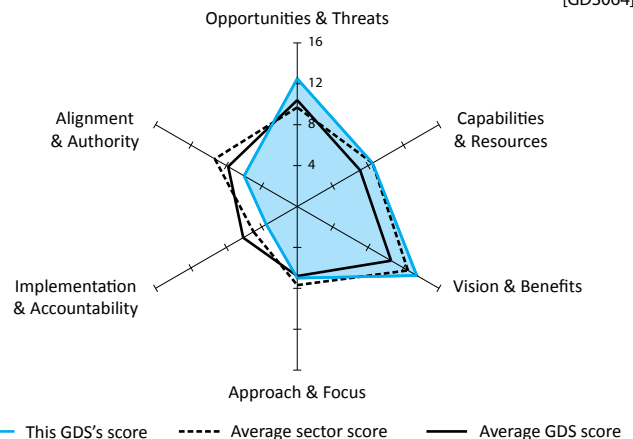 [GDS064]
Opportunities & Threats
16
12
8
4
Alignment
& Authority
Capabilities
& Resources
Implementation
& Accountability
Vision & Benefits
Approach & Focus
This GDS's score
Average sector score
Average GDS score